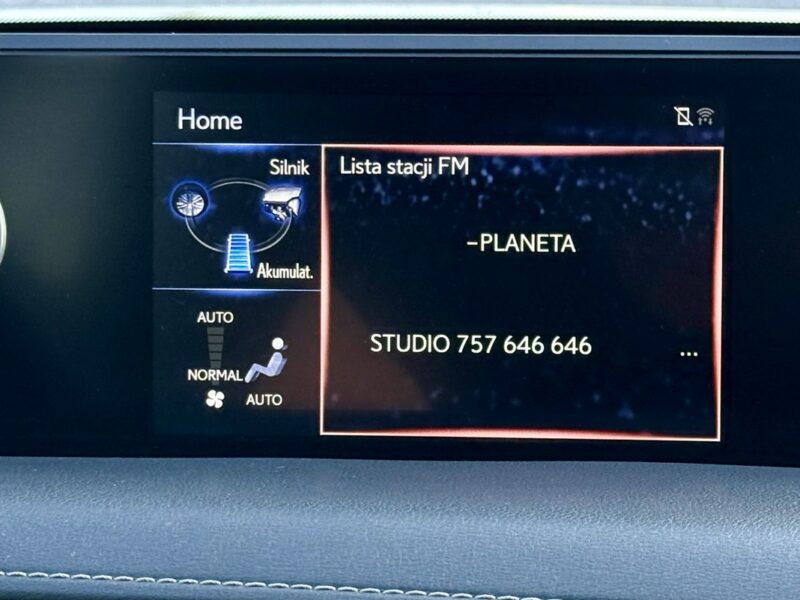 Home
Silnik
Akumulat.
AUTO
NORMAL
AUTO
Lista stacji FM
-PLANETA
STUDIO 757 646 646
...